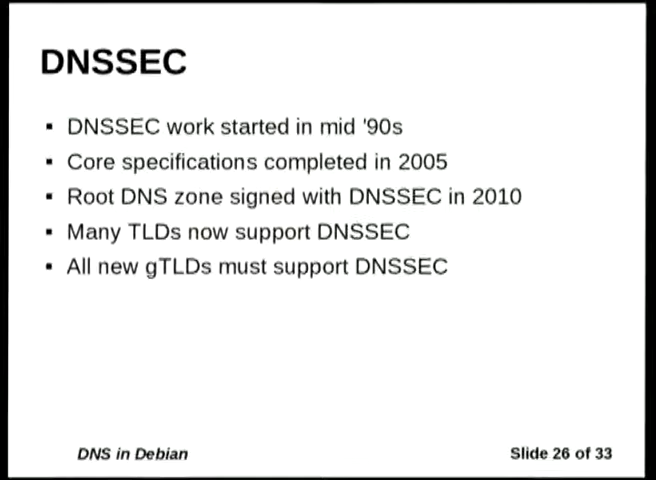 DNSSEC
▪ DNSSEC work started in mid '90s
▪ Core specifications completed in 2005
▪ Root DNS zone signed with DNSSEC in 2010
▪ Many TLDs now support DNSSEC
▪ All new gTLDs must support DNSSEC
DNS in Debian
Slide 26 of 33